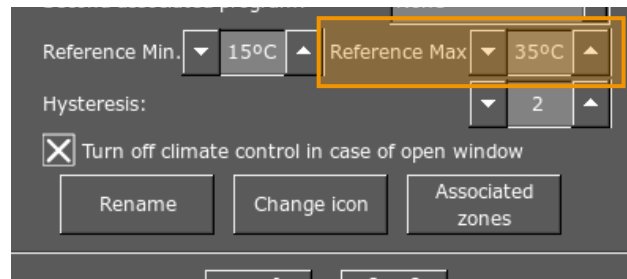 Reference Min. 15ºC Reference Max 35ºC
Hysteresis: 2
Turn off climate control in case of open window
Rename Change icon Associated zones